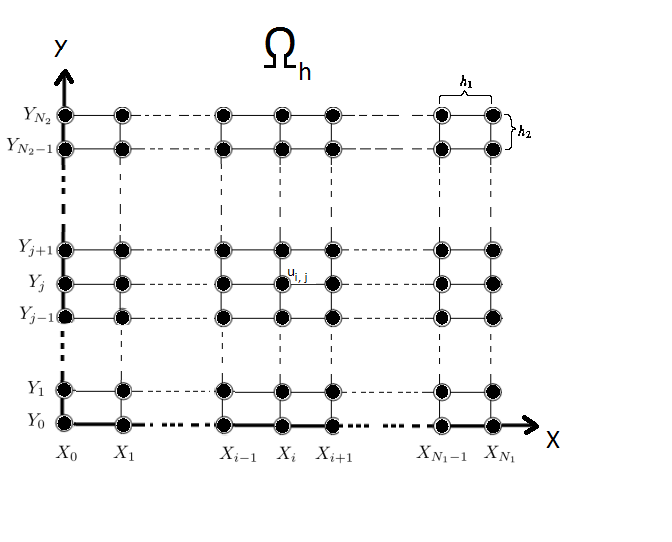 Y
Ω_h
h_1
Y_{N_2}
h_2
Y_{N_2-1}
Y_{j+1}
Y_j
u_{i, j}
Y_{j-1}
Y_1
Y_0
X
X_0 X_1 X_{i-1} X_i X_{i+1} X_{N_1-1} X_{N_1}